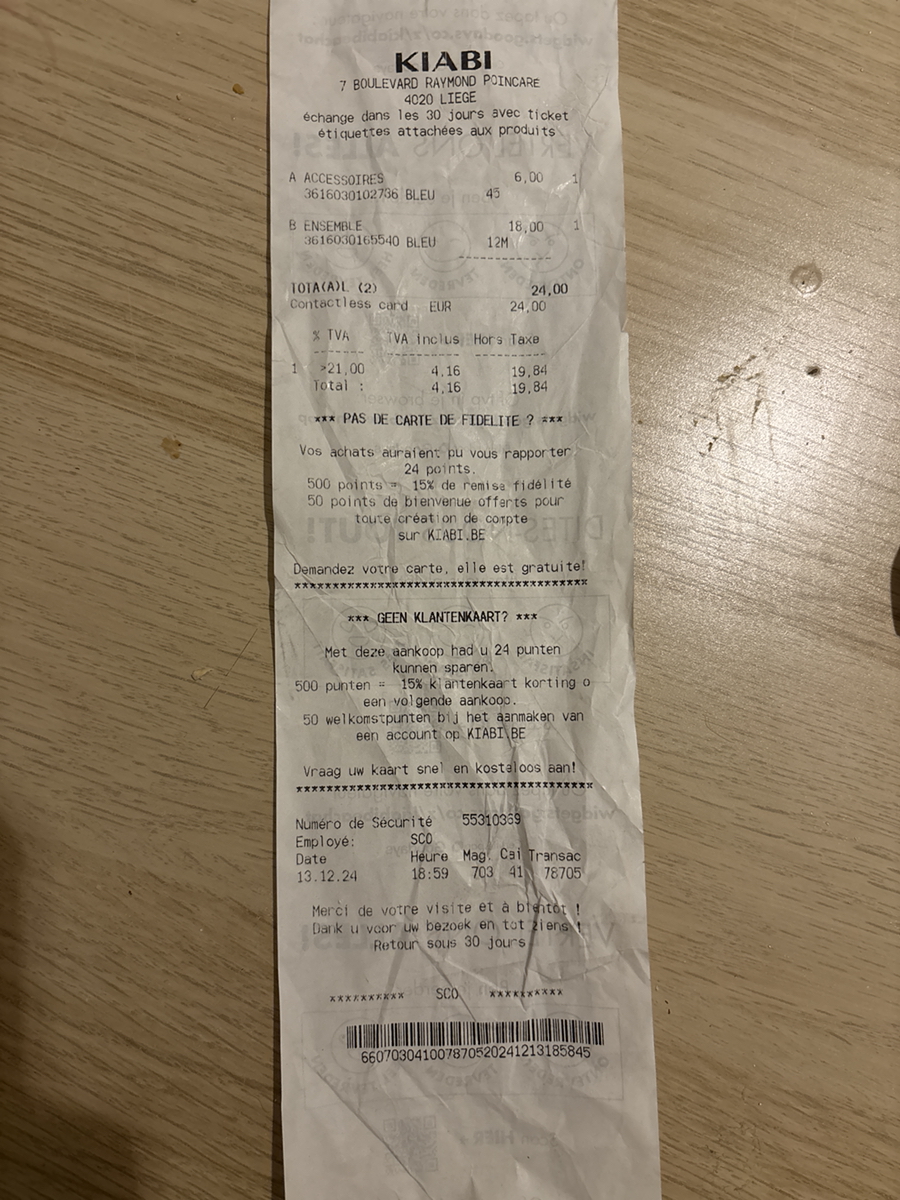 KIABI
7 BOULEVARD RAYMOND POINCARE
4020 LIEGE
échange dans les 30 jours avec ticket
étiquettes attachées aux produits
A ACCESSOIRES 6,00 1
3616030102736 BLEU 45
B ENSEMBLE 18,00 1
3616030165540 BLEU 12M
TOTA(A)L (2) 24,00
Contactless card EUR 24,00
% TVA TVA inclus Hors Taxe
1 >21,00 4,16 19,84
Total : 4,16 19,84
*** PAS DE CARTE DE FIDELITE ? ***
Vos achats auraient pu vous rapporter
24 points.
500 points = 15% de remise fidélité
50 points de bienvenue offerts pour
toute création de compte
sur KIABI.BE
Demandez votre carte, elle est gratuite!
****************************************
*** GEEN KLANTENKAART? ***
Met deze aankoop had u 24 punten
kunnen sparen.
500 punten = 15% klantenkaart korting o
een volgende aankoop.
50 welkomstpunten bij het aanmaken van
een account op KIABI.BE
Vraag uw kaart snel en kosteloos aan!
****************************************
Numéro de Sécurité 55310369
Employé: SCO
Date Heure Mag. Cai Transac
13.12.24 18:59 703 41 78705
Merci de votre visite et à bientôt !
Dank u voor uw bezoek en tot ziens !
Retour sous 30 jours
********** SCO **********
660703041007870520241213185845